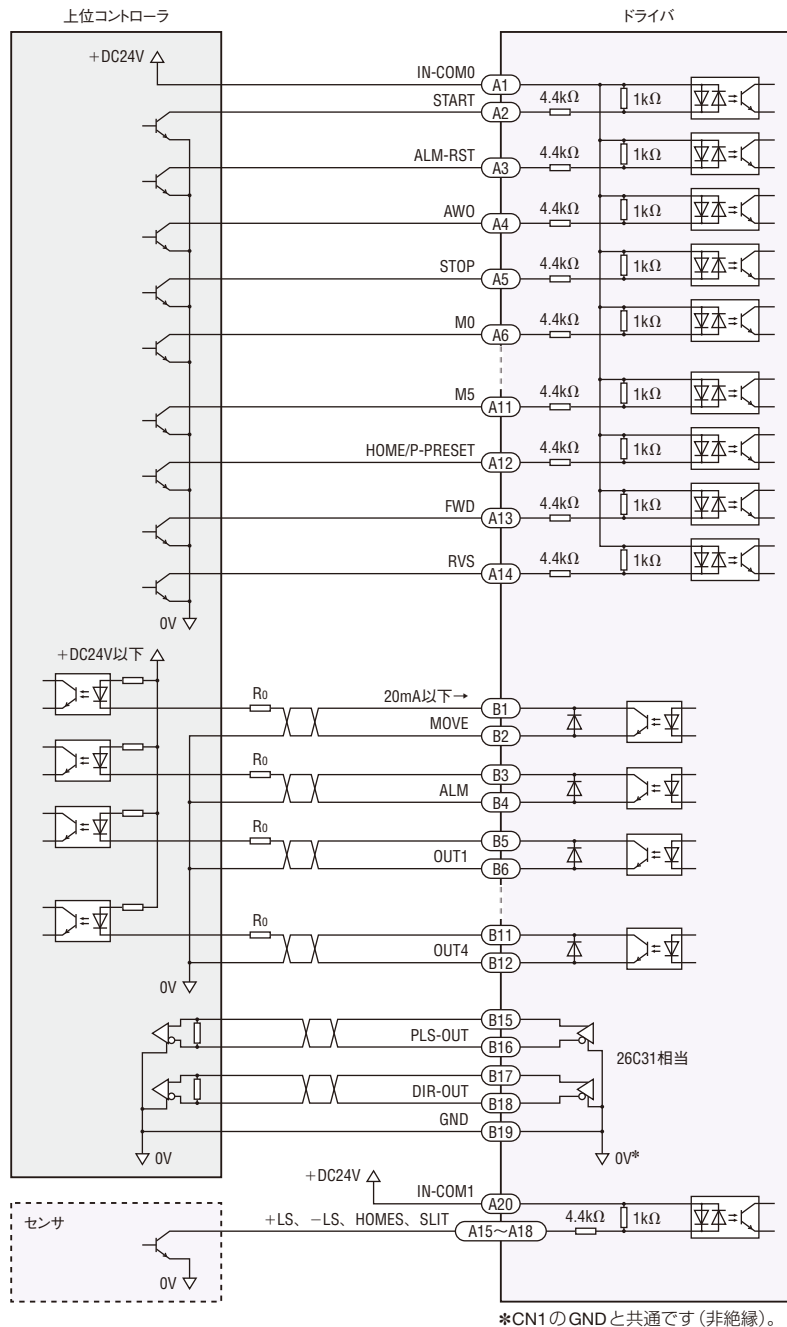 上位コントローラ
ドライバ
+DC24V
IN-COM0
A1
START
A2
4.4kΩ
1kΩ
ALM-RST
A3
4.4kΩ
1kΩ
AWO
A4
4.4kΩ
1kΩ
STOP
A5
4.4kΩ
1kΩ
M0
A6
4.4kΩ
1kΩ
M5
A11
4.4kΩ
1kΩ
HOME/P-PRESET
A12
4.4kΩ
1kΩ
FWD
A13
4.4kΩ
1kΩ
RVS
A14
4.4kΩ
1kΩ
0V
+DC24V以下
R0
20mA以下→
B1
MOVE
B2
R0
B3
ALM
B4
R0
B5
OUT1
B6
R0
B11
OUT4
B12
0V
B15
PLS-OUT
B16
26C31相当
B17
DIR-OUT
B18
GND
B19
0V
0V*
+DC24V
IN-COM1
A20
センサ
+LS、-LS、HOMES、SLIT
A15～A18
4.4kΩ
1kΩ
0V
*CN1のGNDと共通です(非絶縁)。